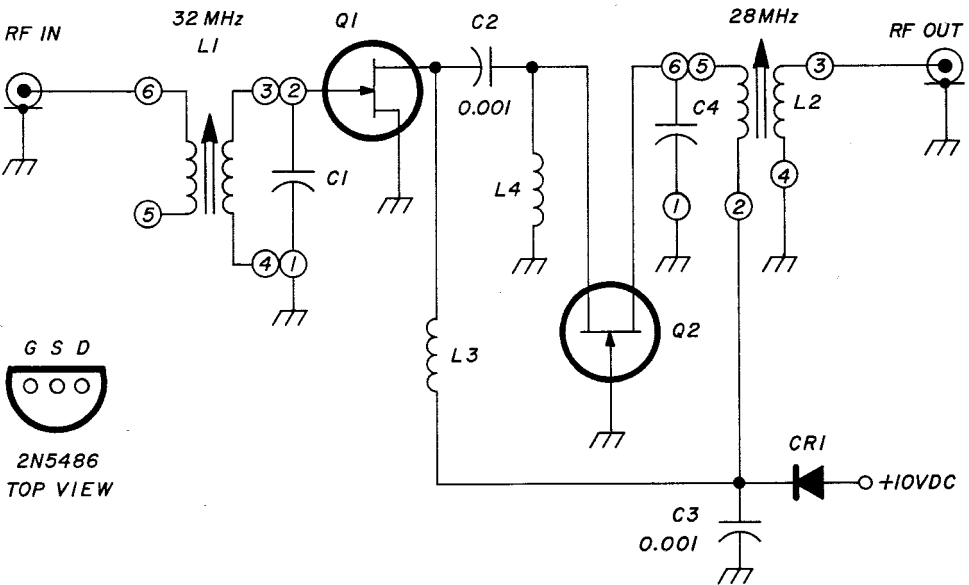 RF IN
32 MHz
L1
Q1
C2
0.001
28MHz
RF OUT
6
5
3
2
4
1
C1
L4
6
5
C4
1
2
L2
3
4
Q2
L3
G S D
2N5486
TOP VIEW
CR1
+10VDC
C3
0.001